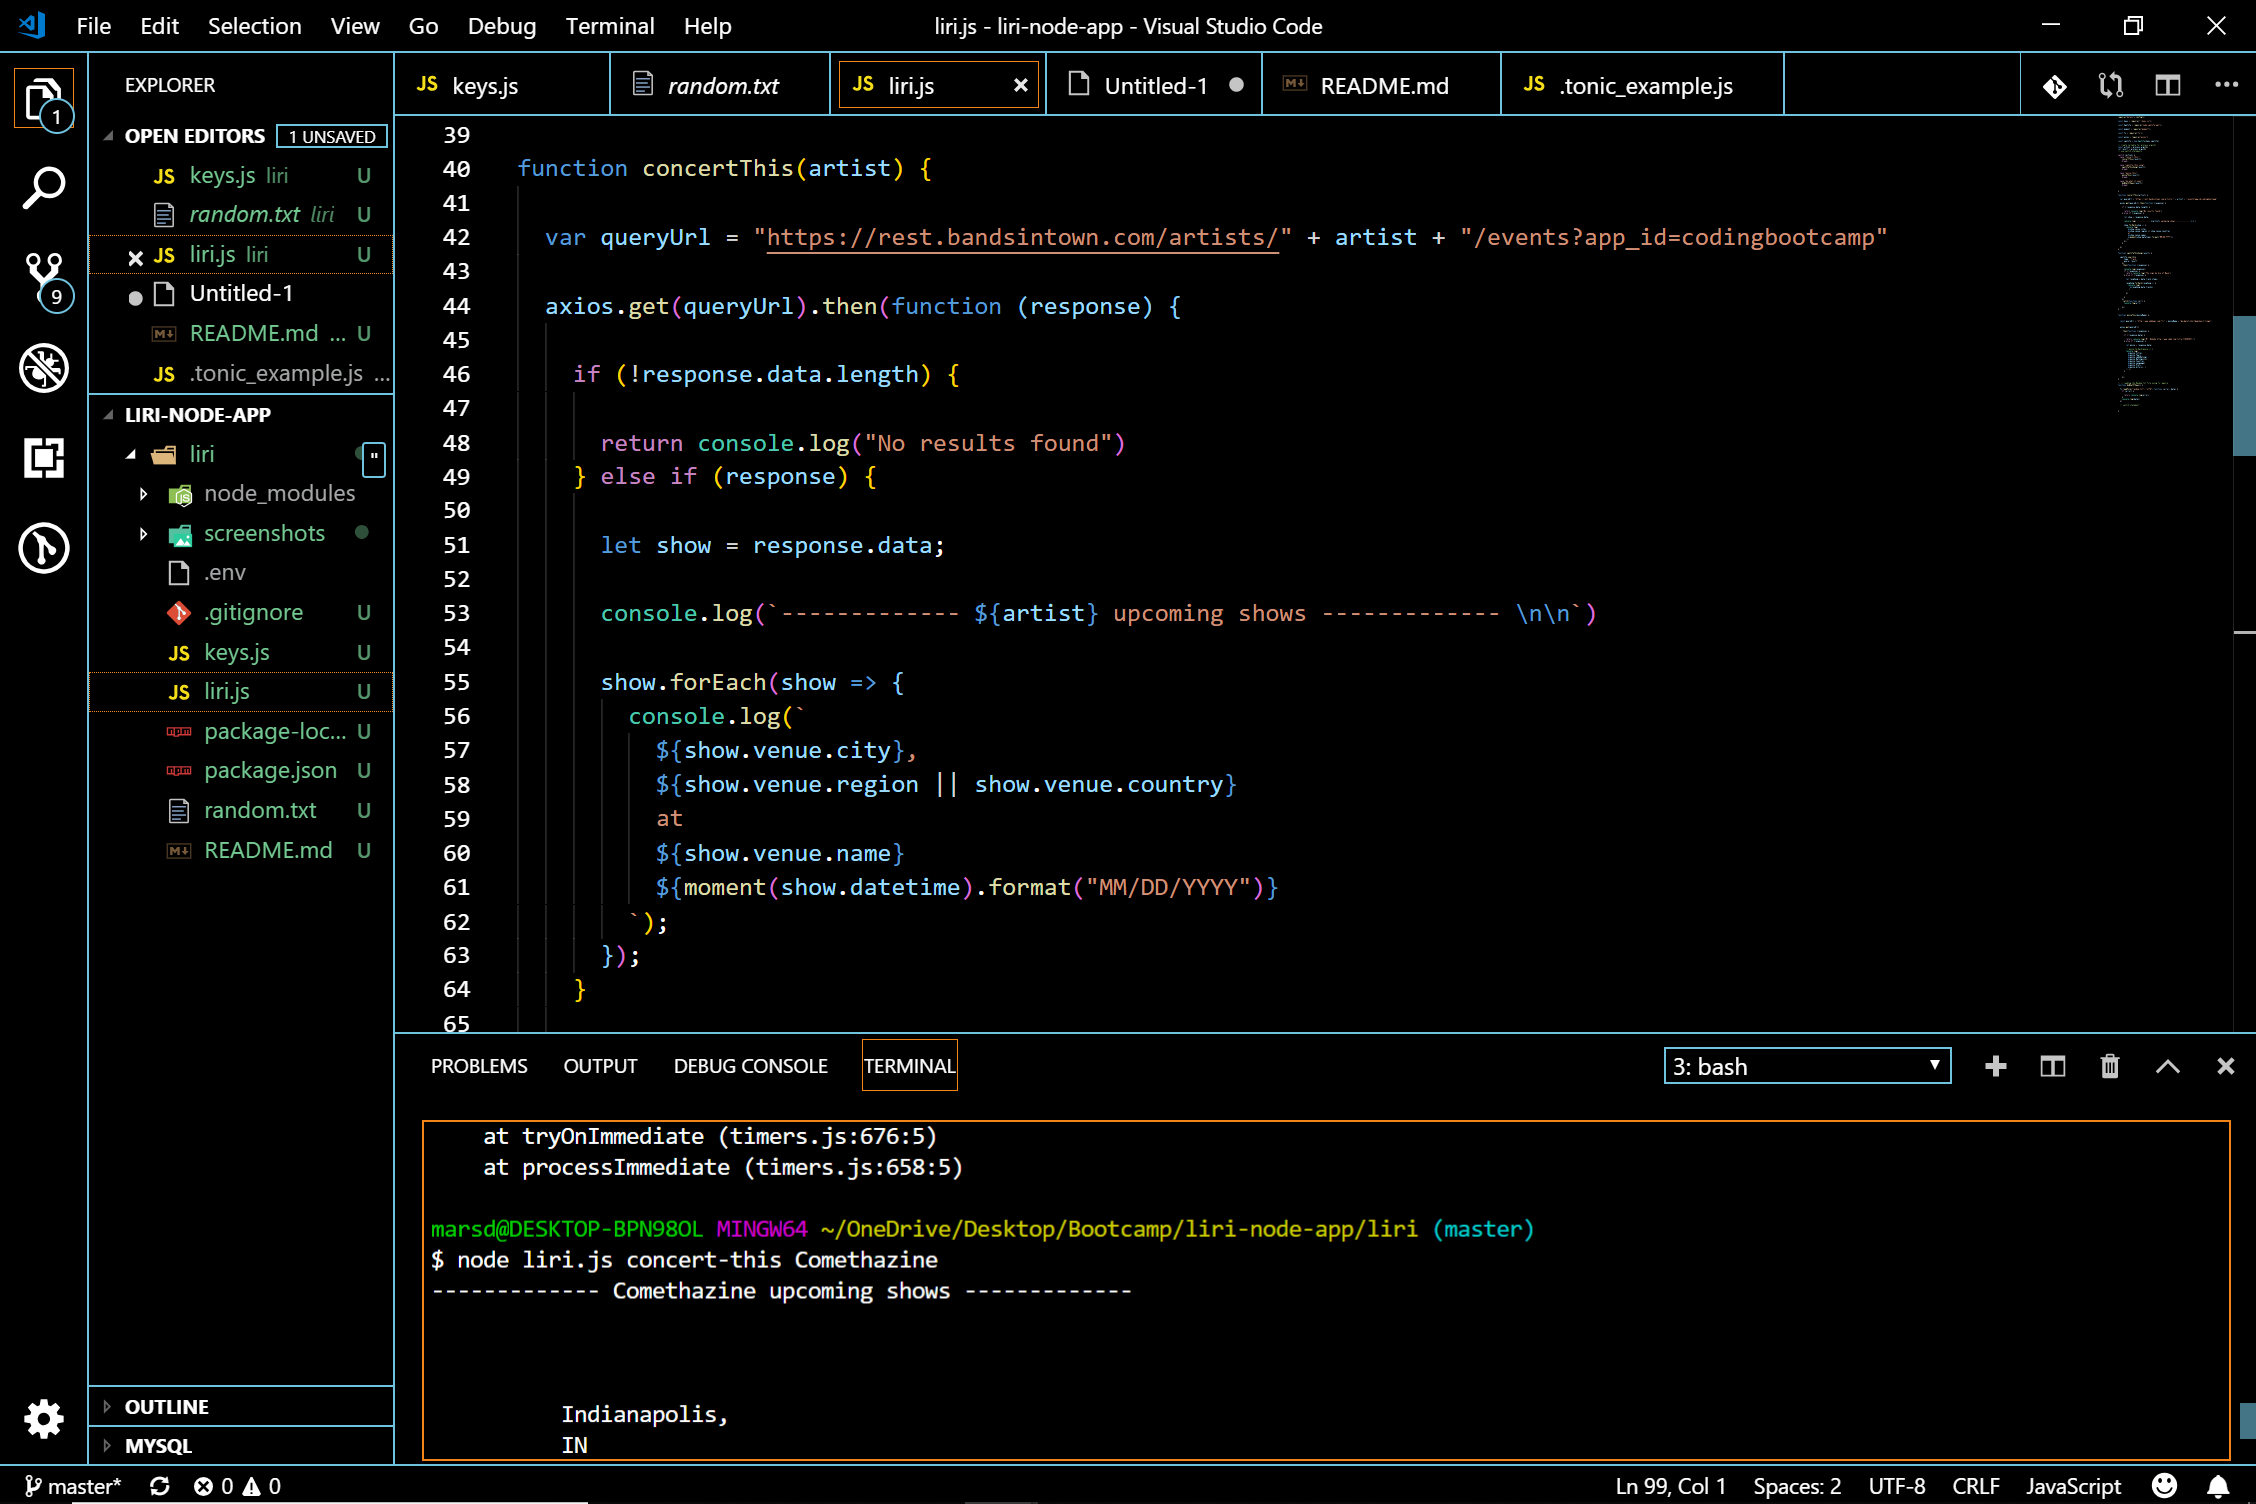 File Edit Selection View Go Debug Terminal Help
liri.js - liri-node-app - Visual Studio Code
EXPLORER
OPEN EDITORS 1 UNSAVED
JS keys.js liri U
random.txt liri U
JS liri.js liri U
Untitled-1
README.md ... U
JS .tonic_example.js ...
LIRI-NODE-APP
liri "
node_modules
screenshots
.env
.gitignore U
JS keys.js U
JS liri.js U
package-loc... U
package.json U
random.txt U
README.md U
OUTLINE
MYSQL
1
9
JS keys.js
random.txt
JS liri.js
Untitled-1
README.md
JS .tonic_example.js
39
40 function concertThis(artist) {
41
42 var queryUrl = "https://rest.bandsintown.com/artists/" + artist + "/events?app_id=codingbootcamp"
43
44 axios.get(queryUrl).then(function (response) {
45
46 if (!response.data.length) {
47
48 return console.log("No results found")
49 } else if (response) {
50
51 let show = response.data;
52
53 console.log(`------------- ${artist} upcoming shows ------------- \n\n`)
54
55 show.forEach(show => {
56 console.log(`
57 ${show.venue.city},
58 ${show.venue.region || show.venue.country}
59 at
60 ${show.venue.name}
61 ${moment(show.datetime).format("MM/DD/YYYY")}
62 `);
63 });
64 }
65
PROBLEMS OUTPUT DEBUG CONSOLE TERMINAL
3: bash
at tryOnImmediate (timers.js:676:5)
at processImmediate (timers.js:658:5)
marsd@DESKTOP-BPN98OL MINGW64 ~/OneDrive/Desktop/Bootcamp/liri-node-app/liri (master)
$ node liri.js concert-this Comethazine
------------- Comethazine upcoming shows -------------
Indianapolis,
IN
master* 0 0
Ln 99, Col 1 Spaces: 2 UTF-8 CRLF JavaScript